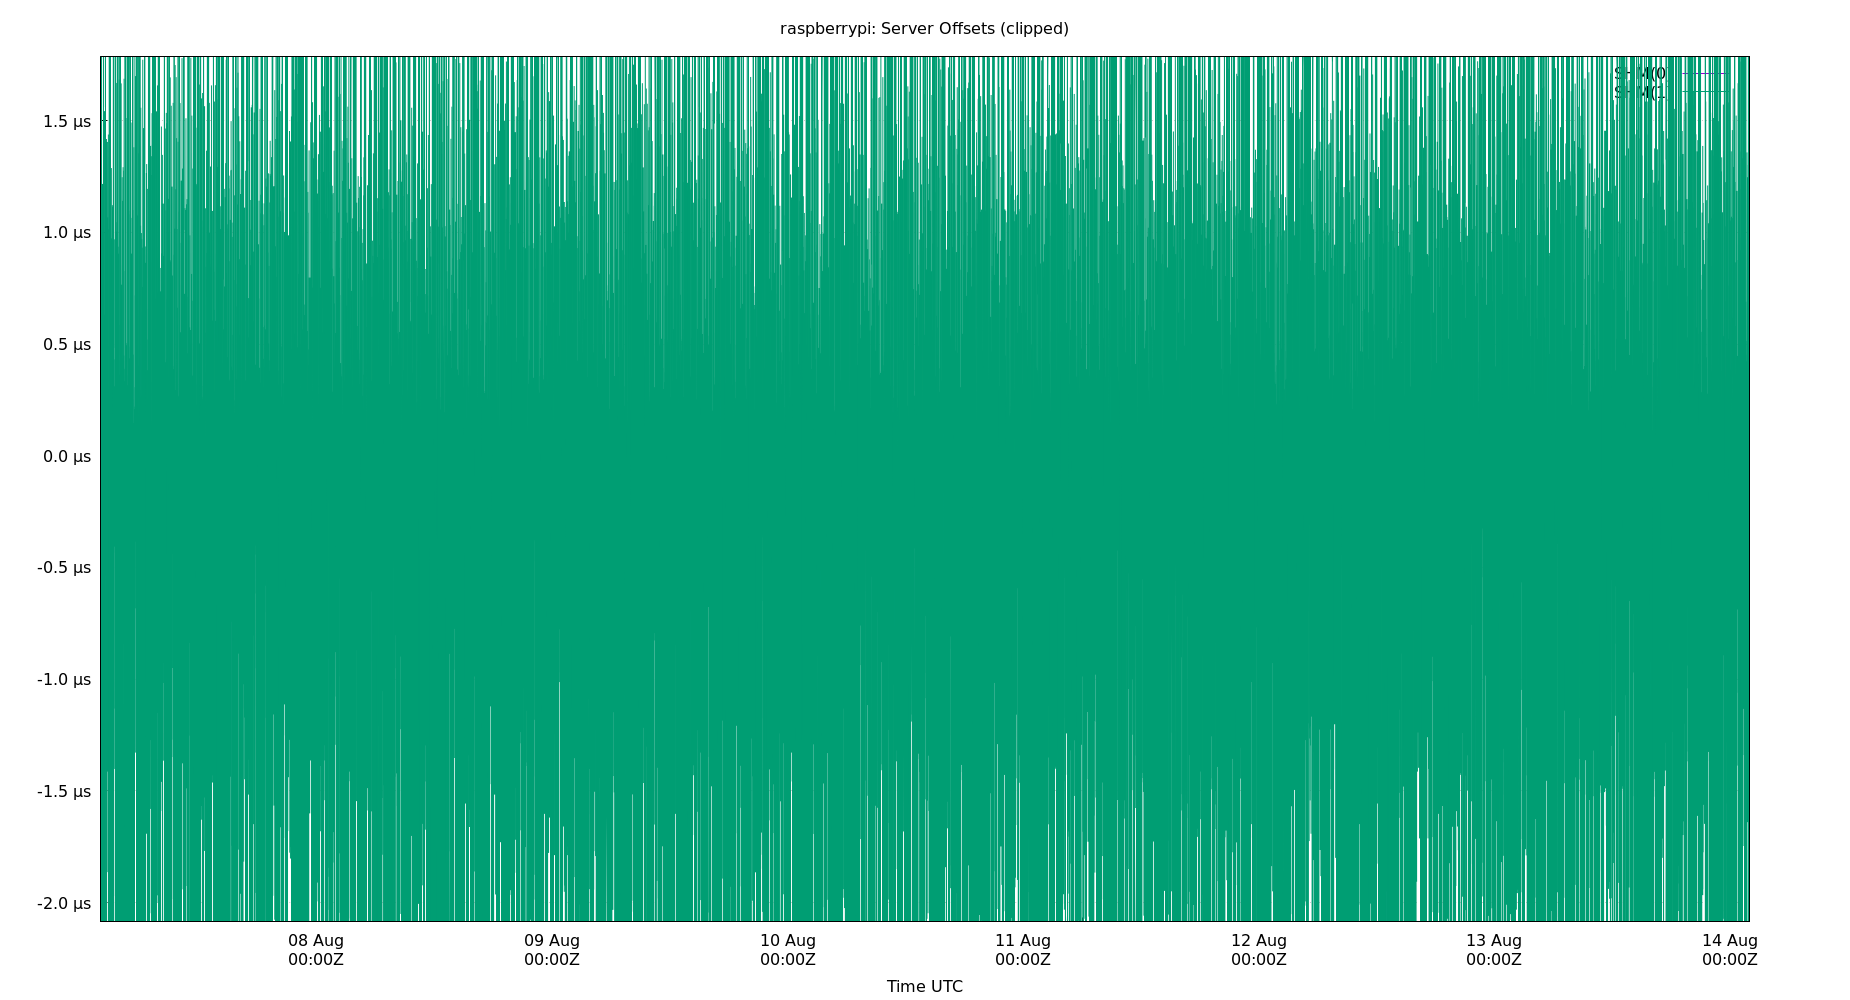 raspberrypi: Server Offsets (clipped)
1.5 µs
1.0 µs
0.5 µs
0.0 µs
-0.5 µs
-1.0 µs
-1.5 µs
-2.0 µs
08 Aug
00:00Z
09 Aug
00:00Z
10 Aug
00:00Z
11 Aug
00:00Z
12 Aug
00:00Z
13 Aug
00:00Z
14 Aug
00:00Z
Time UTC